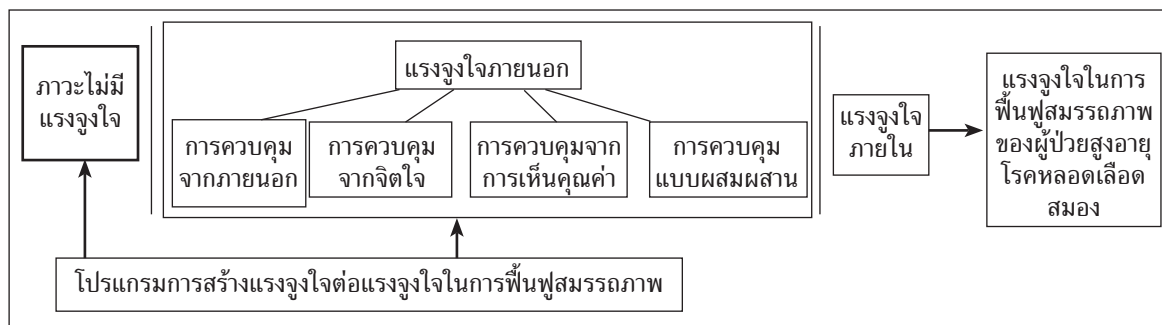 ภาวะไม่มี
แรงจูงใจ
แรงจูงใจภายนอก
การควบคุม
จากภายนอก
การควบคุม
จากจิตใจ
การควบคุมจาก
การเห็นคุณค่า
การควบคุม
แบบผสมผสาน
แรงจูงใจ
ภายใน
แรงจูงใจในการ
ฟื้นฟูสมรรถภาพ
ของผู้ป่วยสูงอายุ
โรคหลอดเลือด
สมอง
โปรแกรมการสร้างแรงจูงใจต่อแรงจูงใจในการฟื้นฟูสมรรถภาพ